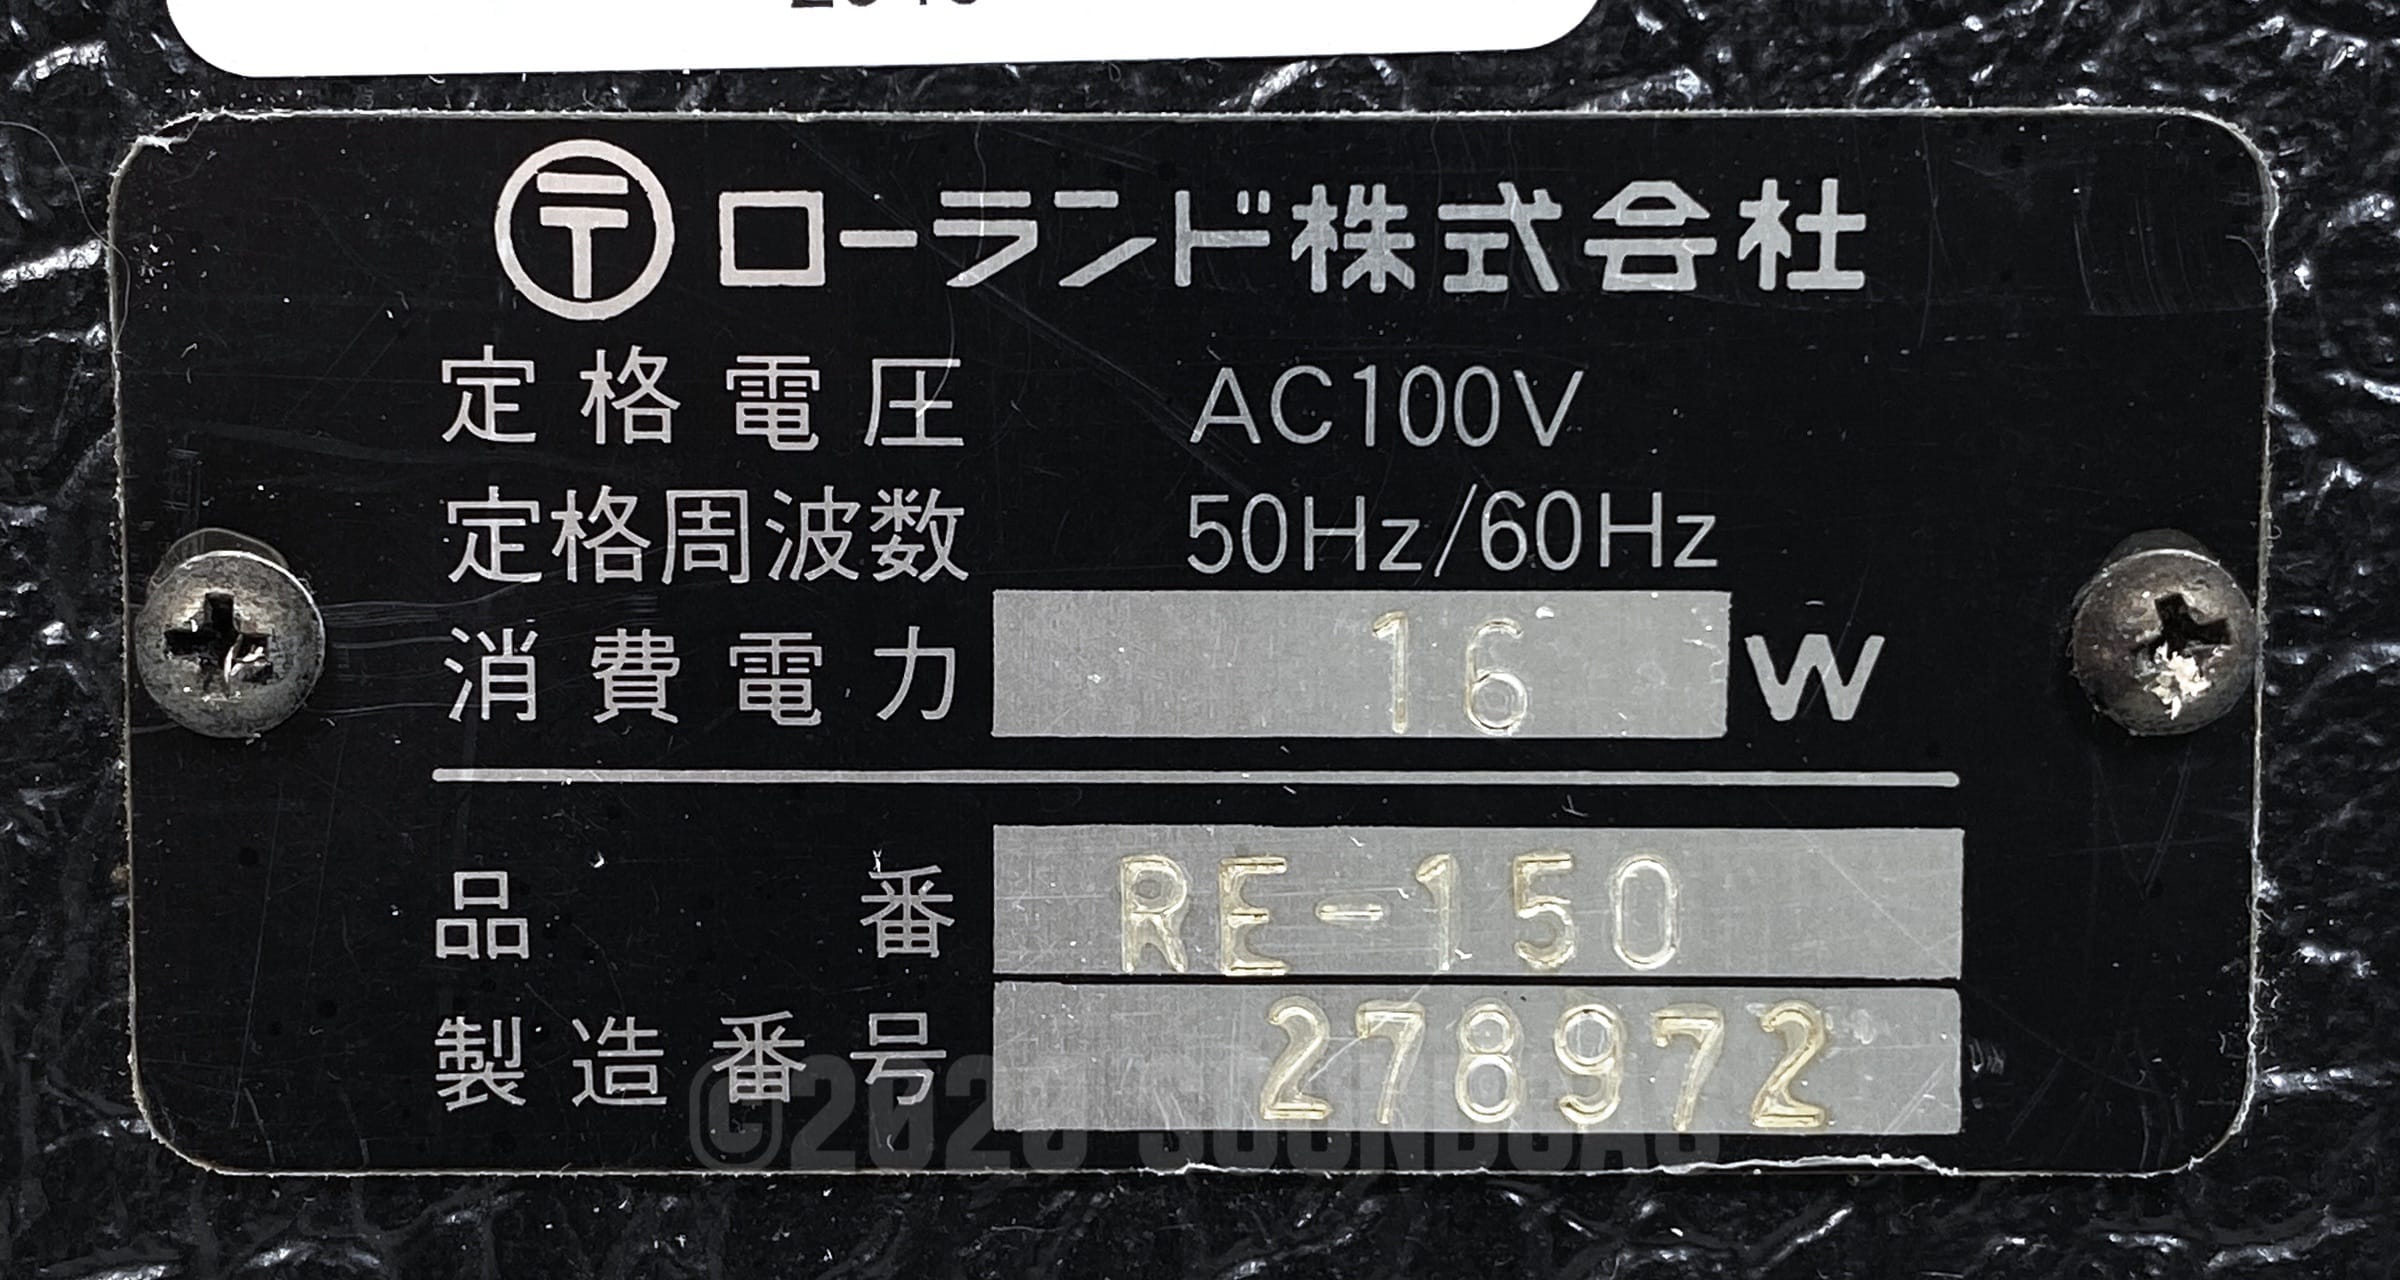 〒 ローランド株式会社
定格電圧 AC100V
定格周波数 50Hz/60Hz
消費電力 16 W
品番 RE-150
製造番号 278972